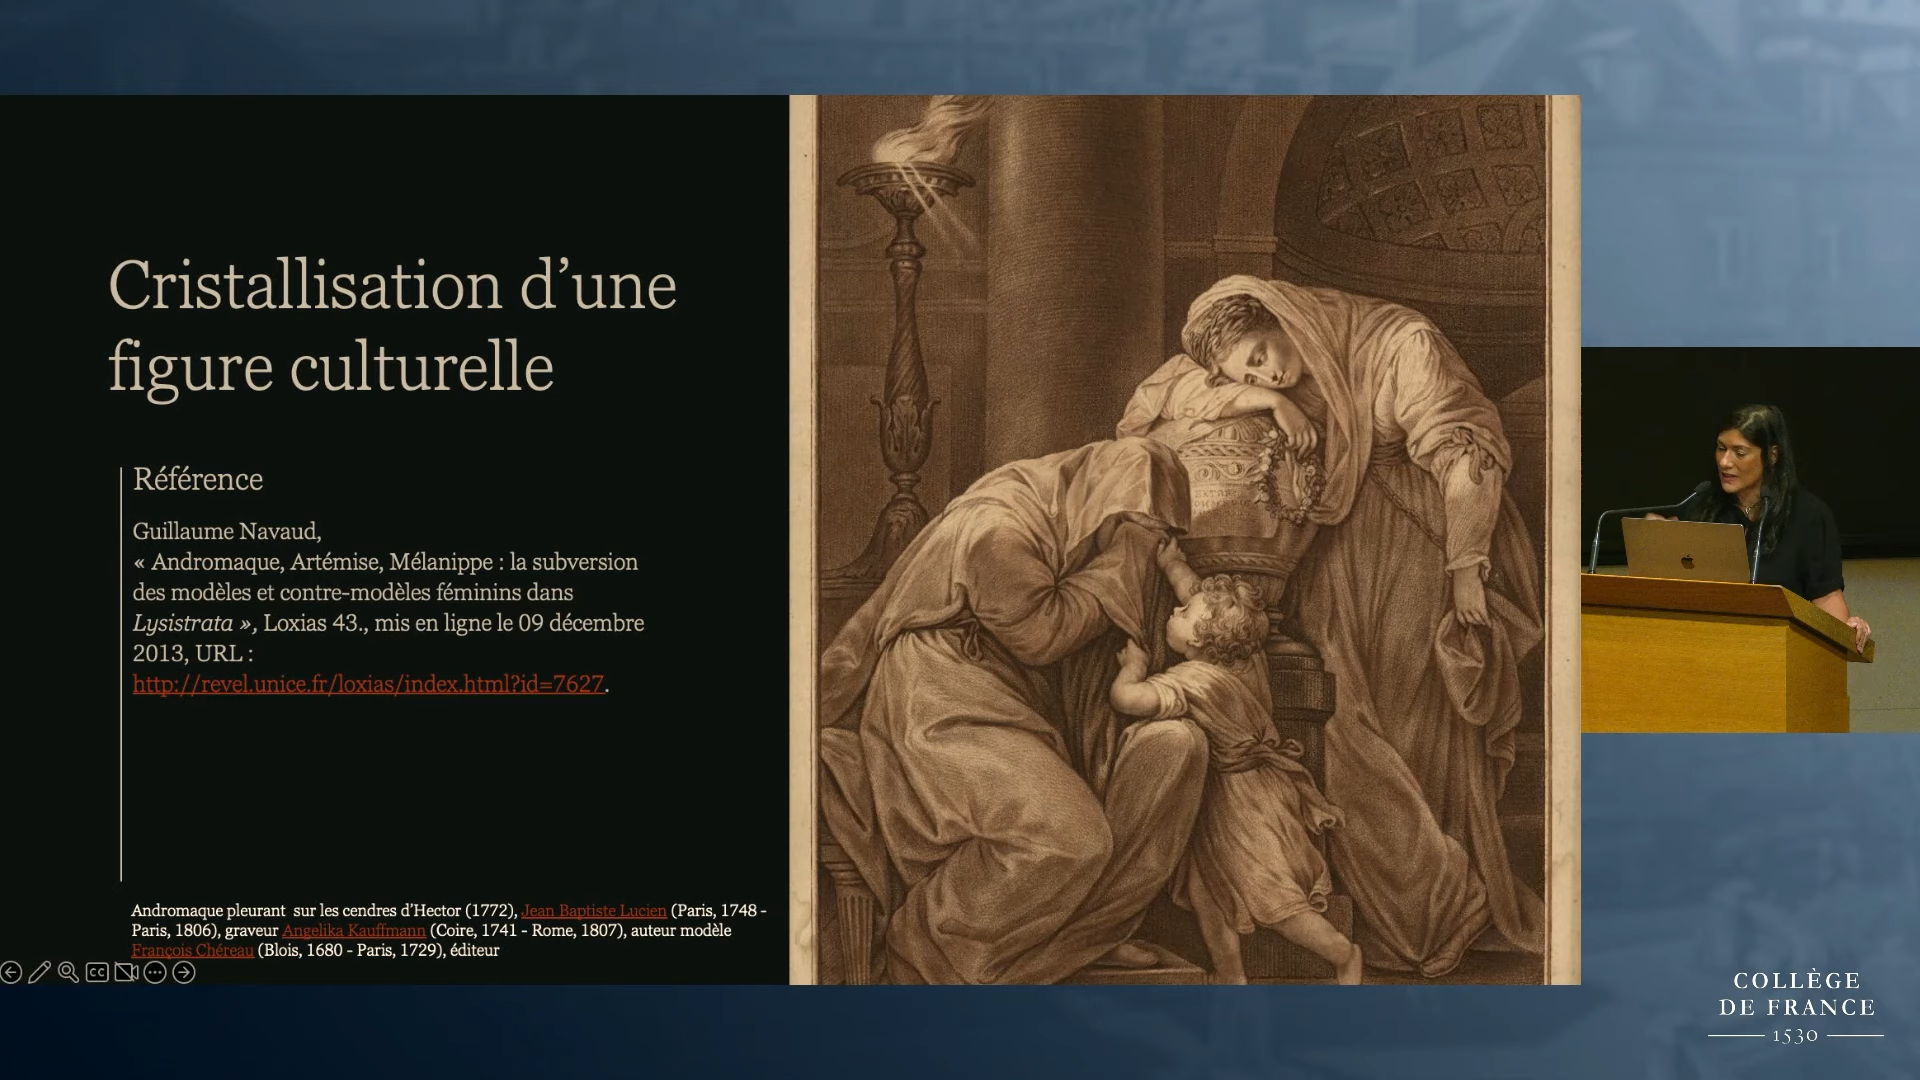 Cristallisation d’une
figure culturelle
Référence
Guillaume Navaud,
« Andromaque, Artémise, Mélanippe : la subversion
des modèles et contre-modèles féminins dans
Lysistrata », Loxias 43., mis en ligne le 09 décembre
2013, URL :
http://revel.unice.fr/loxias/index.html?id=7627.
Andromaque pleurant  sur les cendres d’Hector (1772), Jean Baptiste Lucien (Paris, 1748 -
Paris, 1806), graveur Angelika Kauffmann (Coire, 1741 - Rome, 1807), auteur modèle
François Chéreau (Blois, 1680 - Paris, 1729), éditeur
CC
COLLÈGE
DE FRANCE
1530